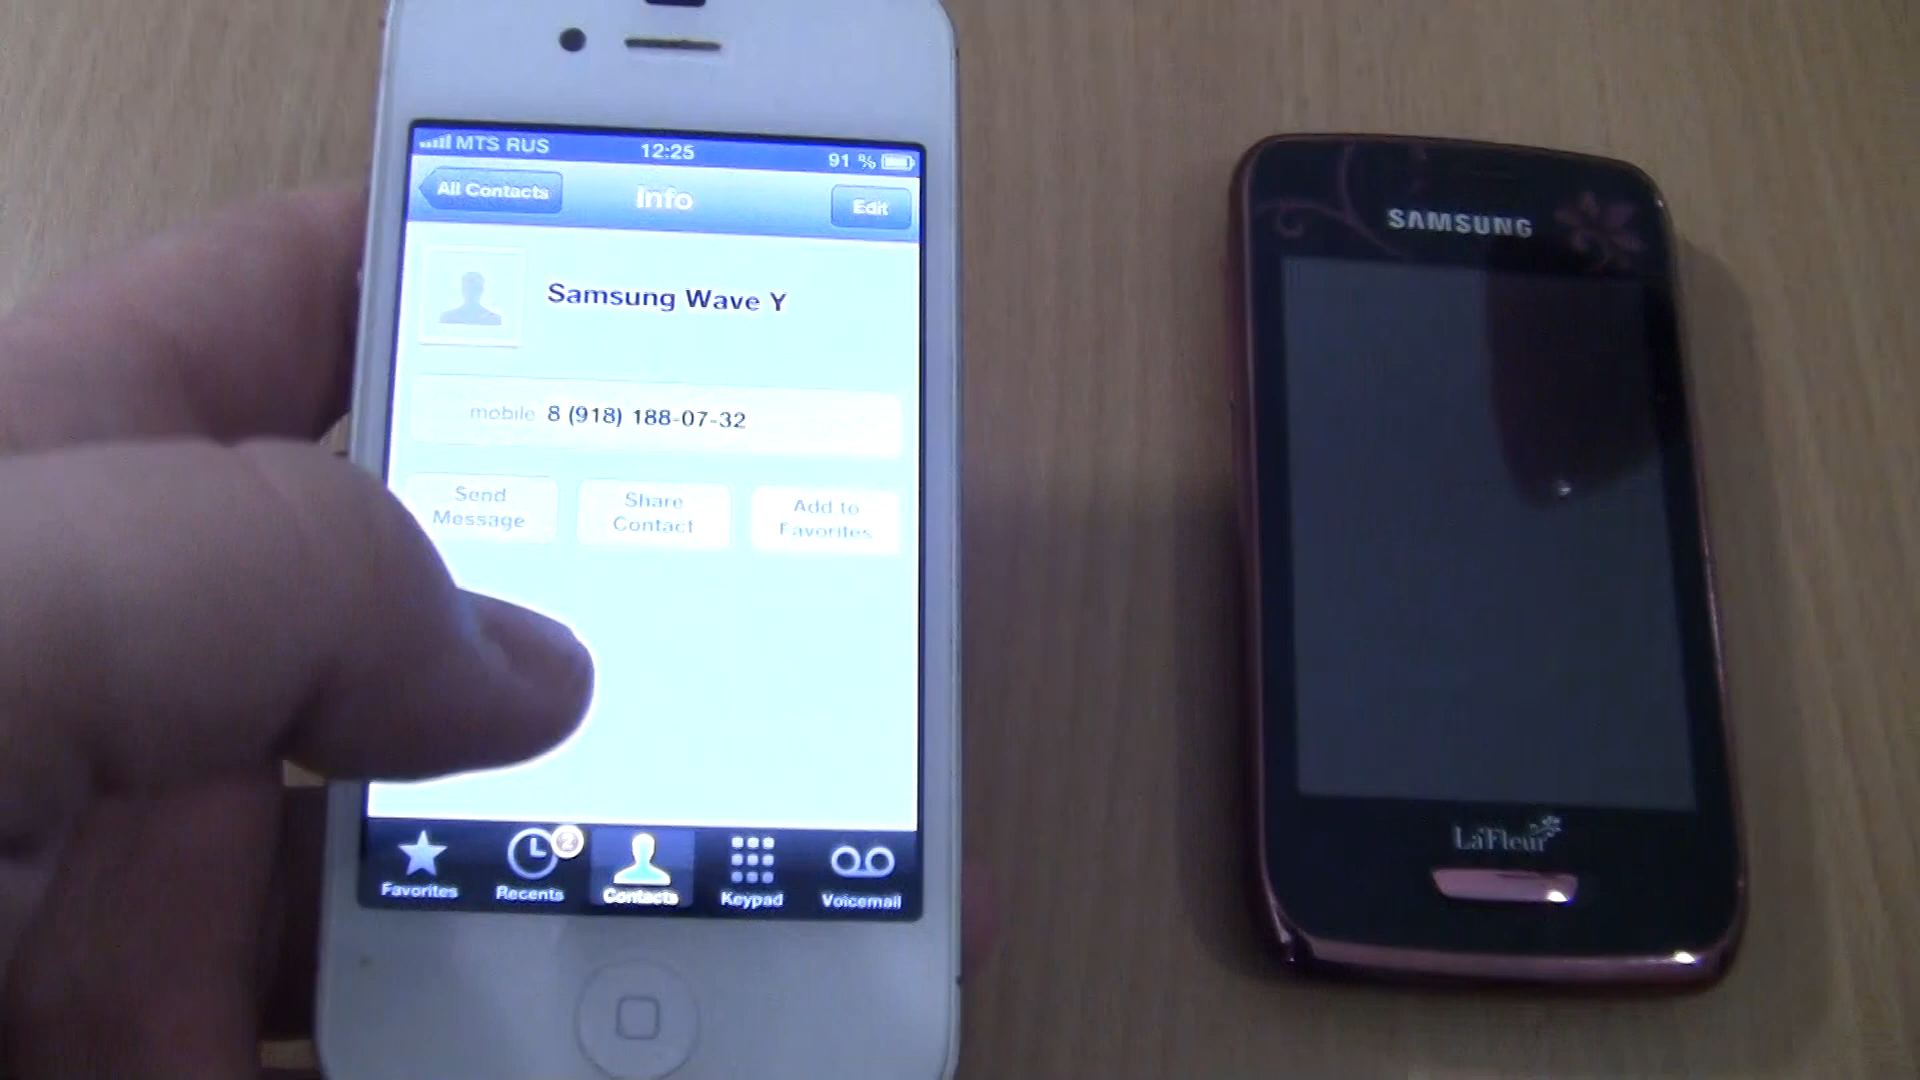 MTS RUS 12:25 91 %
All Contacts Info Edit
Samsung Wave Y
mobile 8 (918) 188-07-32
Send Message
Share Contact
Add to Favorites
Favorites Recents 2 Contacts Keypad Voicemail
SAMSUNG
LaFleur